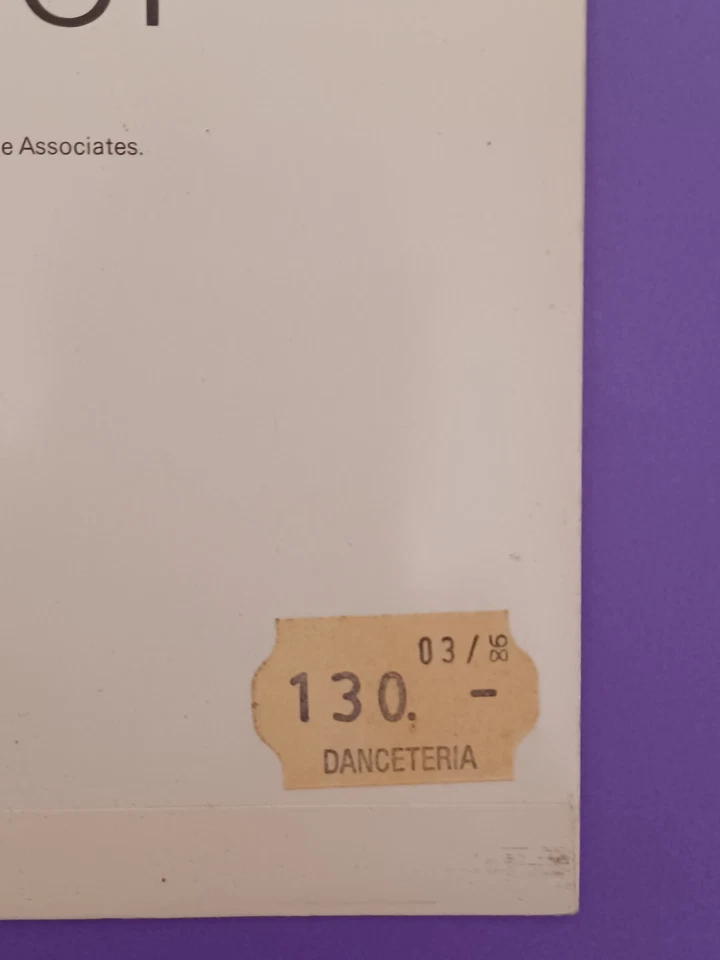 e Associates.
03/86
130. -
DANCETERIA